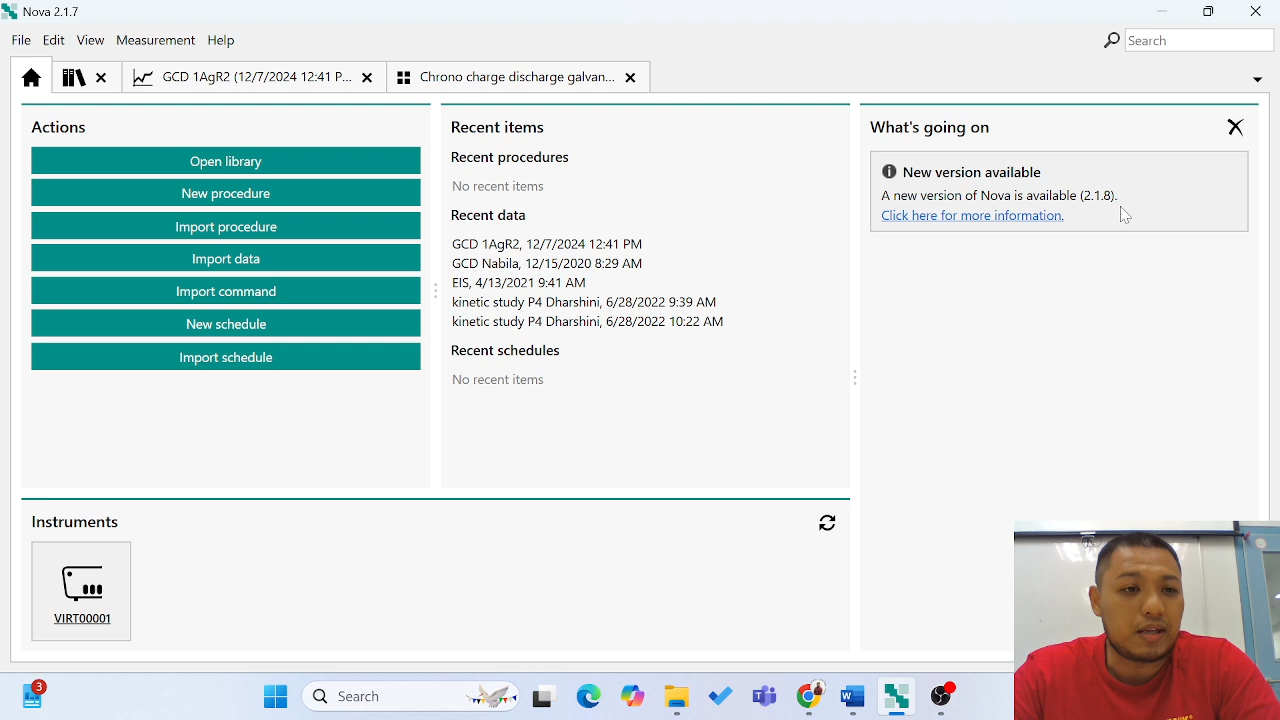 Nova 2.1.7
File Edit View Measurement Help
Search
GCD 1AgR2 (12/7/2024 12:41 P... Chrono charge discharge galvan...
Actions
Open library
New procedure
Import procedure
Import data
Import command
New schedule
Import schedule
Recent items
Recent procedures
No recent items
Recent data
GCD 1AgR2, 12/7/2024 12:41 PM
GCD Nabila, 12/15/2020 8:29 AM
EIS, 4/13/2021 9:41 AM
kinetic study P4 Dharshini, 6/28/2022 9:39 AM
kinetic study P4 Dharshini, 6/28/2022 10:22 AM
Recent schedules
No recent items
What's going on
New version available
A new version of Nova is available (2.1.8).
Click here for more information.
Instruments
VIRT00001
3
Search